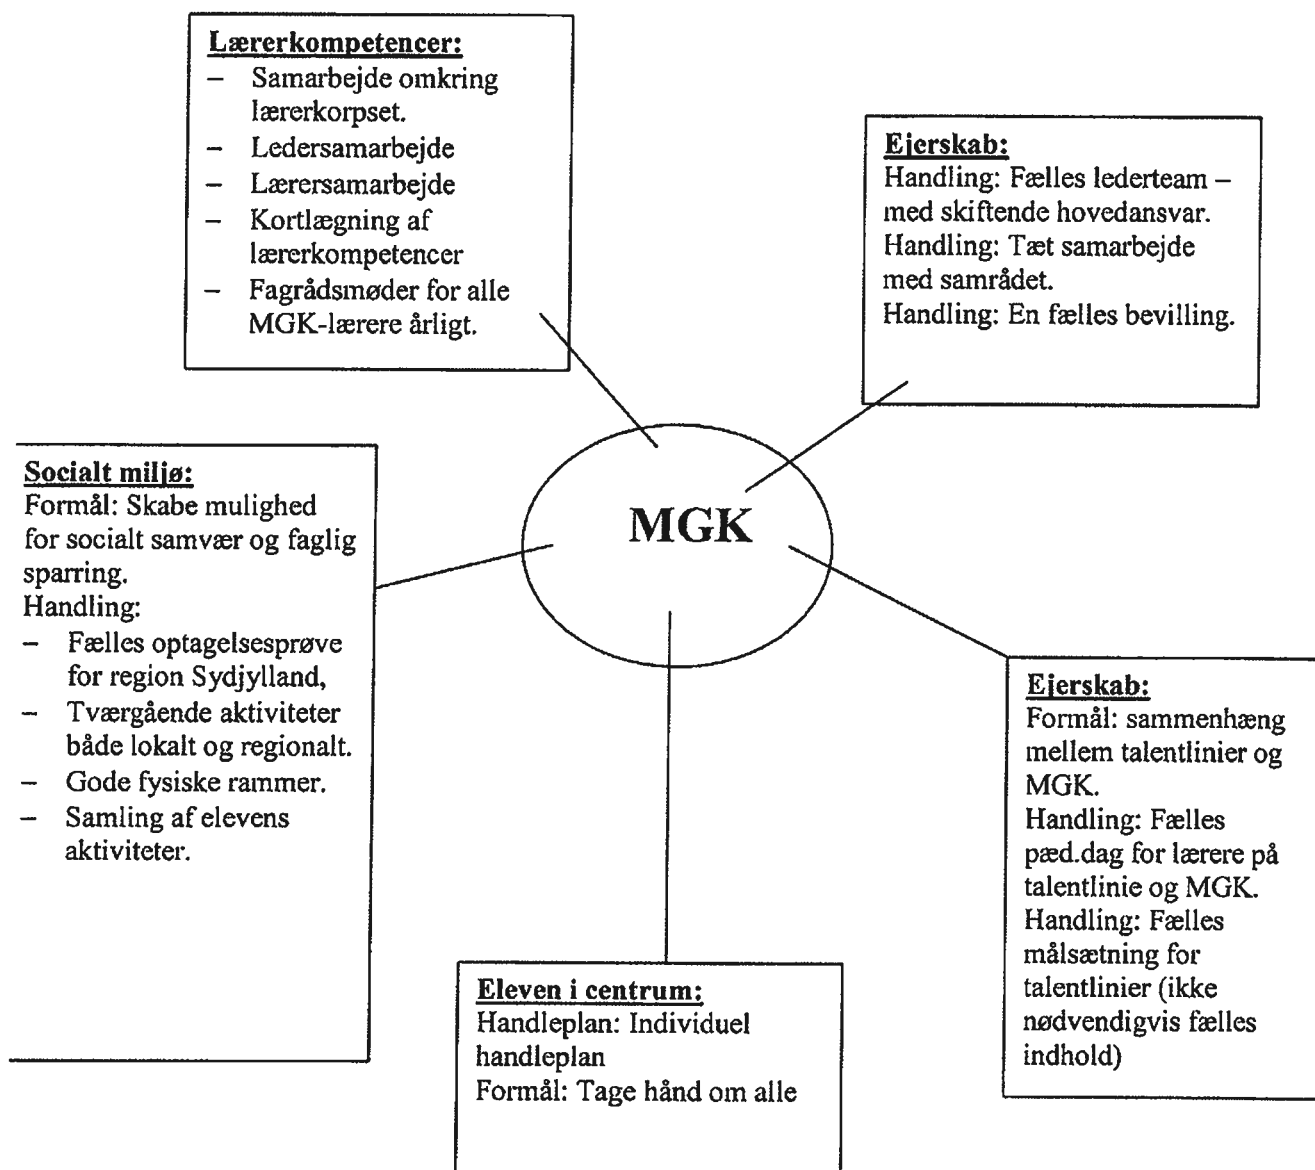 Lærerkompetencer:
– Samarbejde omkring
lærerkorpset.
– Ledersamarbejde
– Lærersamarbejde
– Kortlægning af
lærerkompetencer
– Fagrådsmøder for alle
MGK-lærere årligt.
Ejerskab:
Handling: Fælles lederteam –
med skiftende hovedansvar.
Handling: Tæt samarbejde
med samrådet.
Handling: En fælles bevilling.
Socialt miljø:
Formål: Skabe mulighed
for socialt samvær og faglig
sparring.
Handling:
– Fælles optagelsesprøve
for region Sydjylland,
– Tværgående aktiviteter
både lokalt og regionalt.
– Gode fysiske rammer.
– Samling af elevens
aktiviteter.
MGK
Ejerskab:
Formål: sammenhæng
mellem talentlinier og
MGK.
Handling: Fælles
pæd.dag for lærere på
talentlinie og MGK.
Handling: Fælles
målsætning for
talentlinier (ikke
nødvendigvis fælles
indhold)
Eleven i centrum:
Handleplan: Individuel
handleplan
Formål: Tage hånd om alle